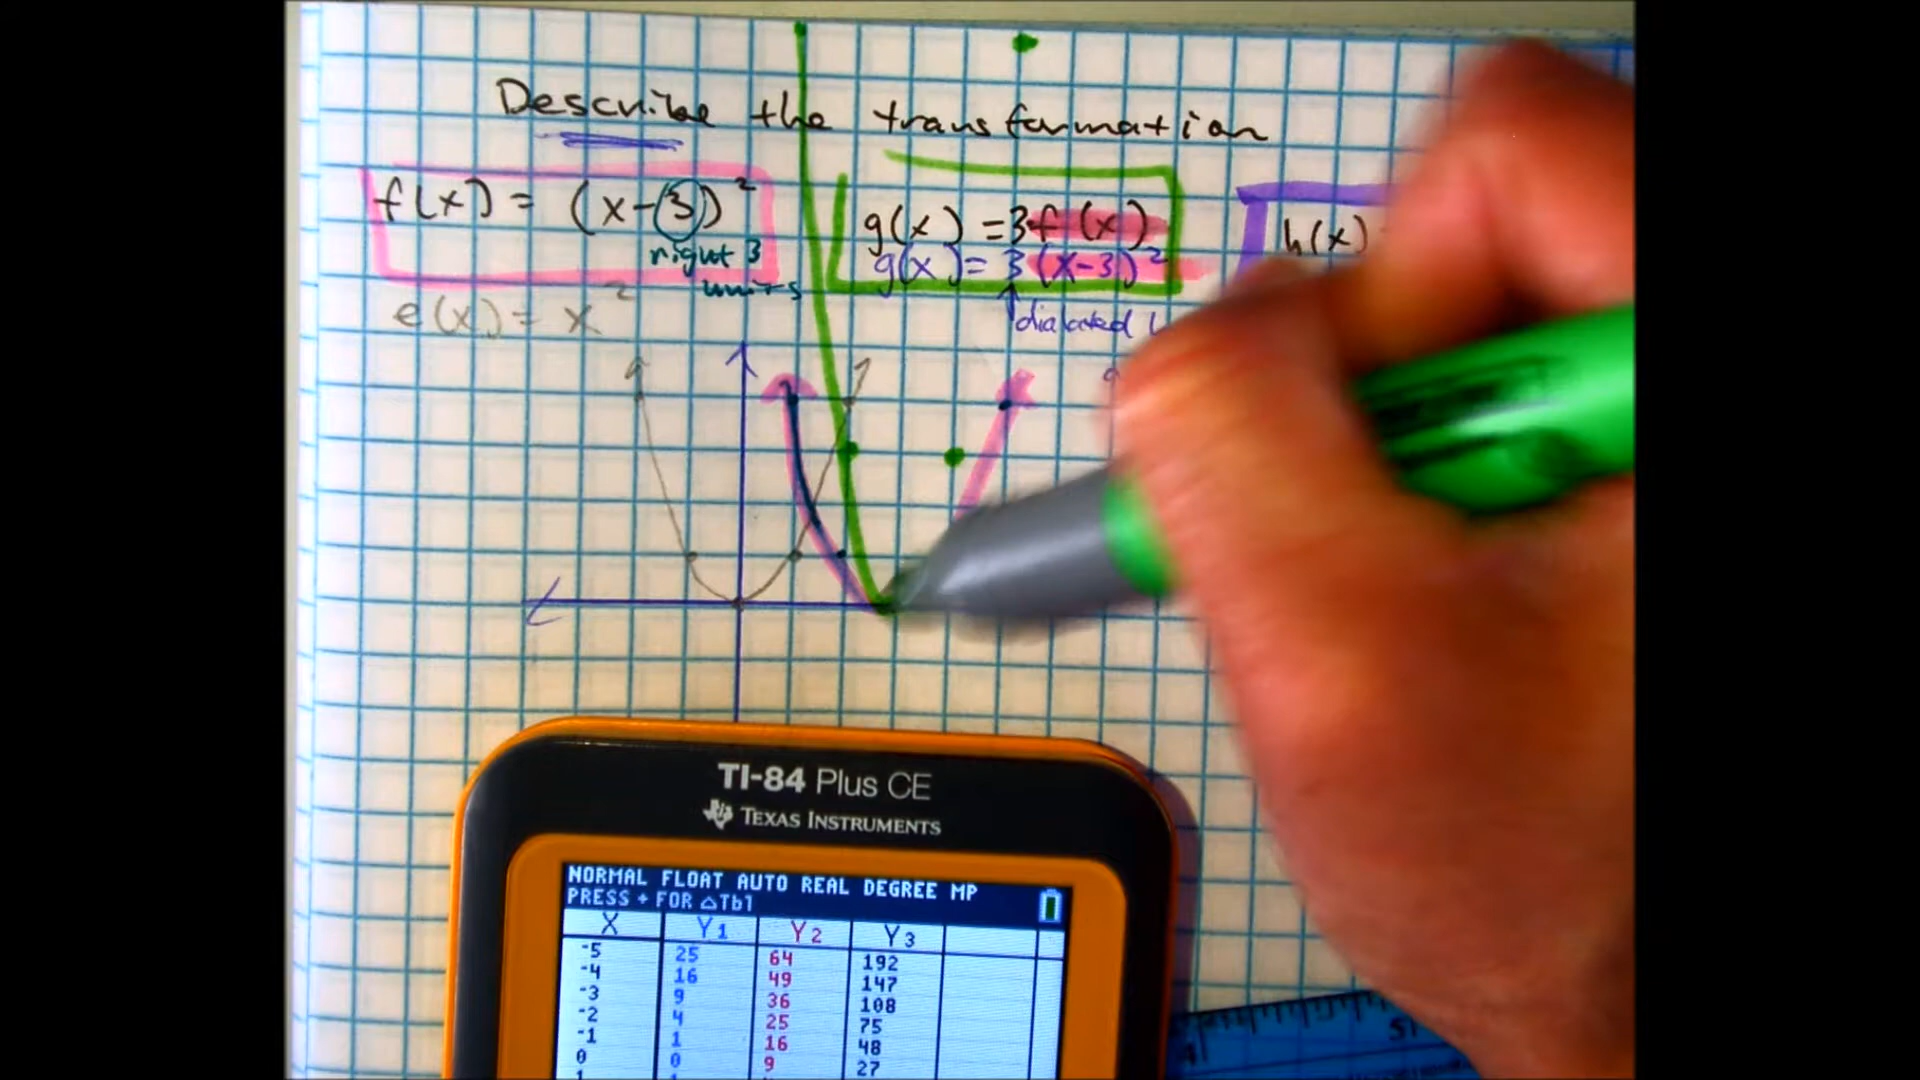 Describe the transformation
f(x) = (x-3)²
right 3
units
e(x) = x²
g(x) = 3f(x)
g(x) = 3(x-3)²
dialated
h(x)
TI-84 Plus CE
TEXAS INSTRUMENTS
NORMAL FLOAT AUTO REAL DEGREE MP
PRESS + FOR △Tbl
X Y1 Y2 Y3
-5 25 64 192
-4 16 49 147
-3 9 36 108
-2 4 25 75
-1 1 16 48
0 0 9 27